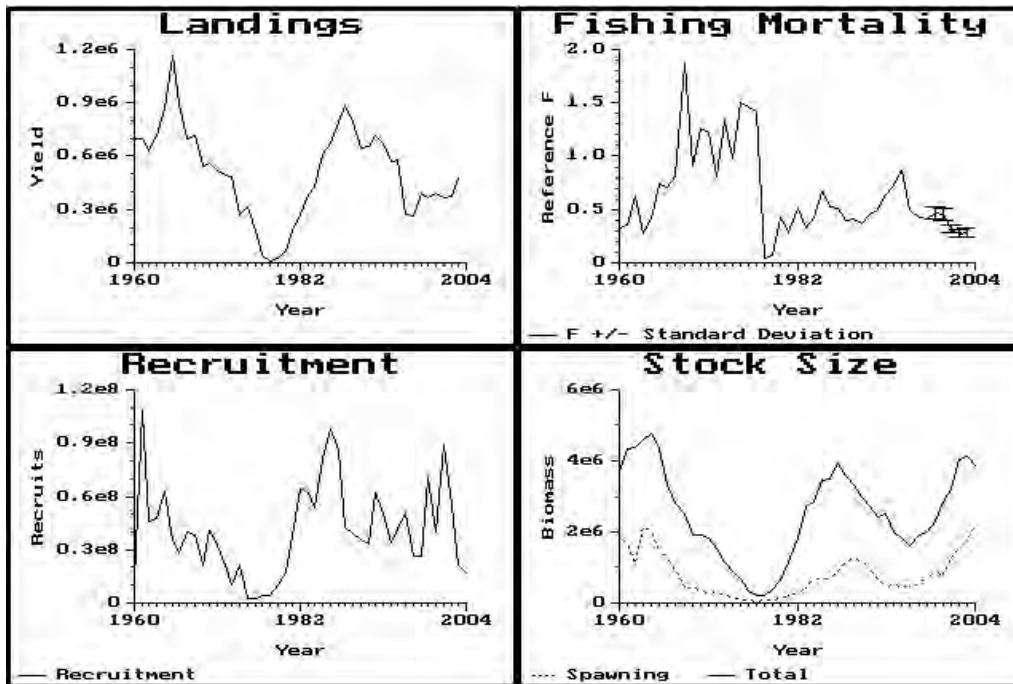 Landings
1.2e6
0.9e6
0.6e6
0.3e6
0
Yield
1960 1982 2004
Year
Fishing Mortality
2.0
1.5
1.0
0.5
0
Reference F
1960 1982 2004
Year
F +/- Standard Deviation
Recruitment
1.2e8
0.9e8
0.6e8
0.3e8
0
Recruits
1960 1982 2004
Year
Recruitment
Stock Size
6e6
4e6
2e6
0
Biomass
1960 1982 2004
Year
Spawning Total